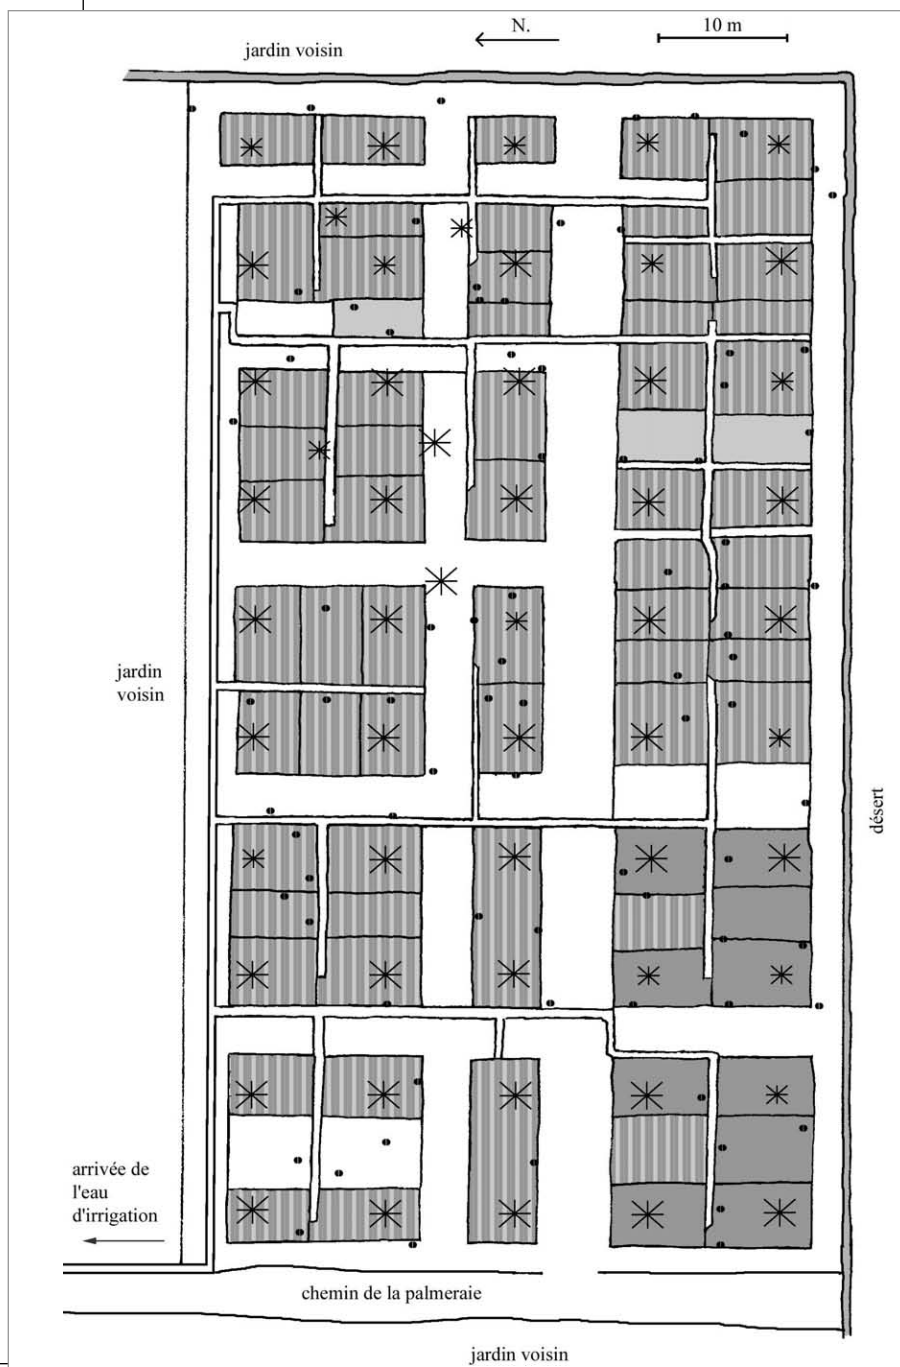 N.
10 m
jardin voisin
jardin
voisin
désert
arrivée de
l'eau
d'irrigation
chemin de la palmeraie
jardin voisin